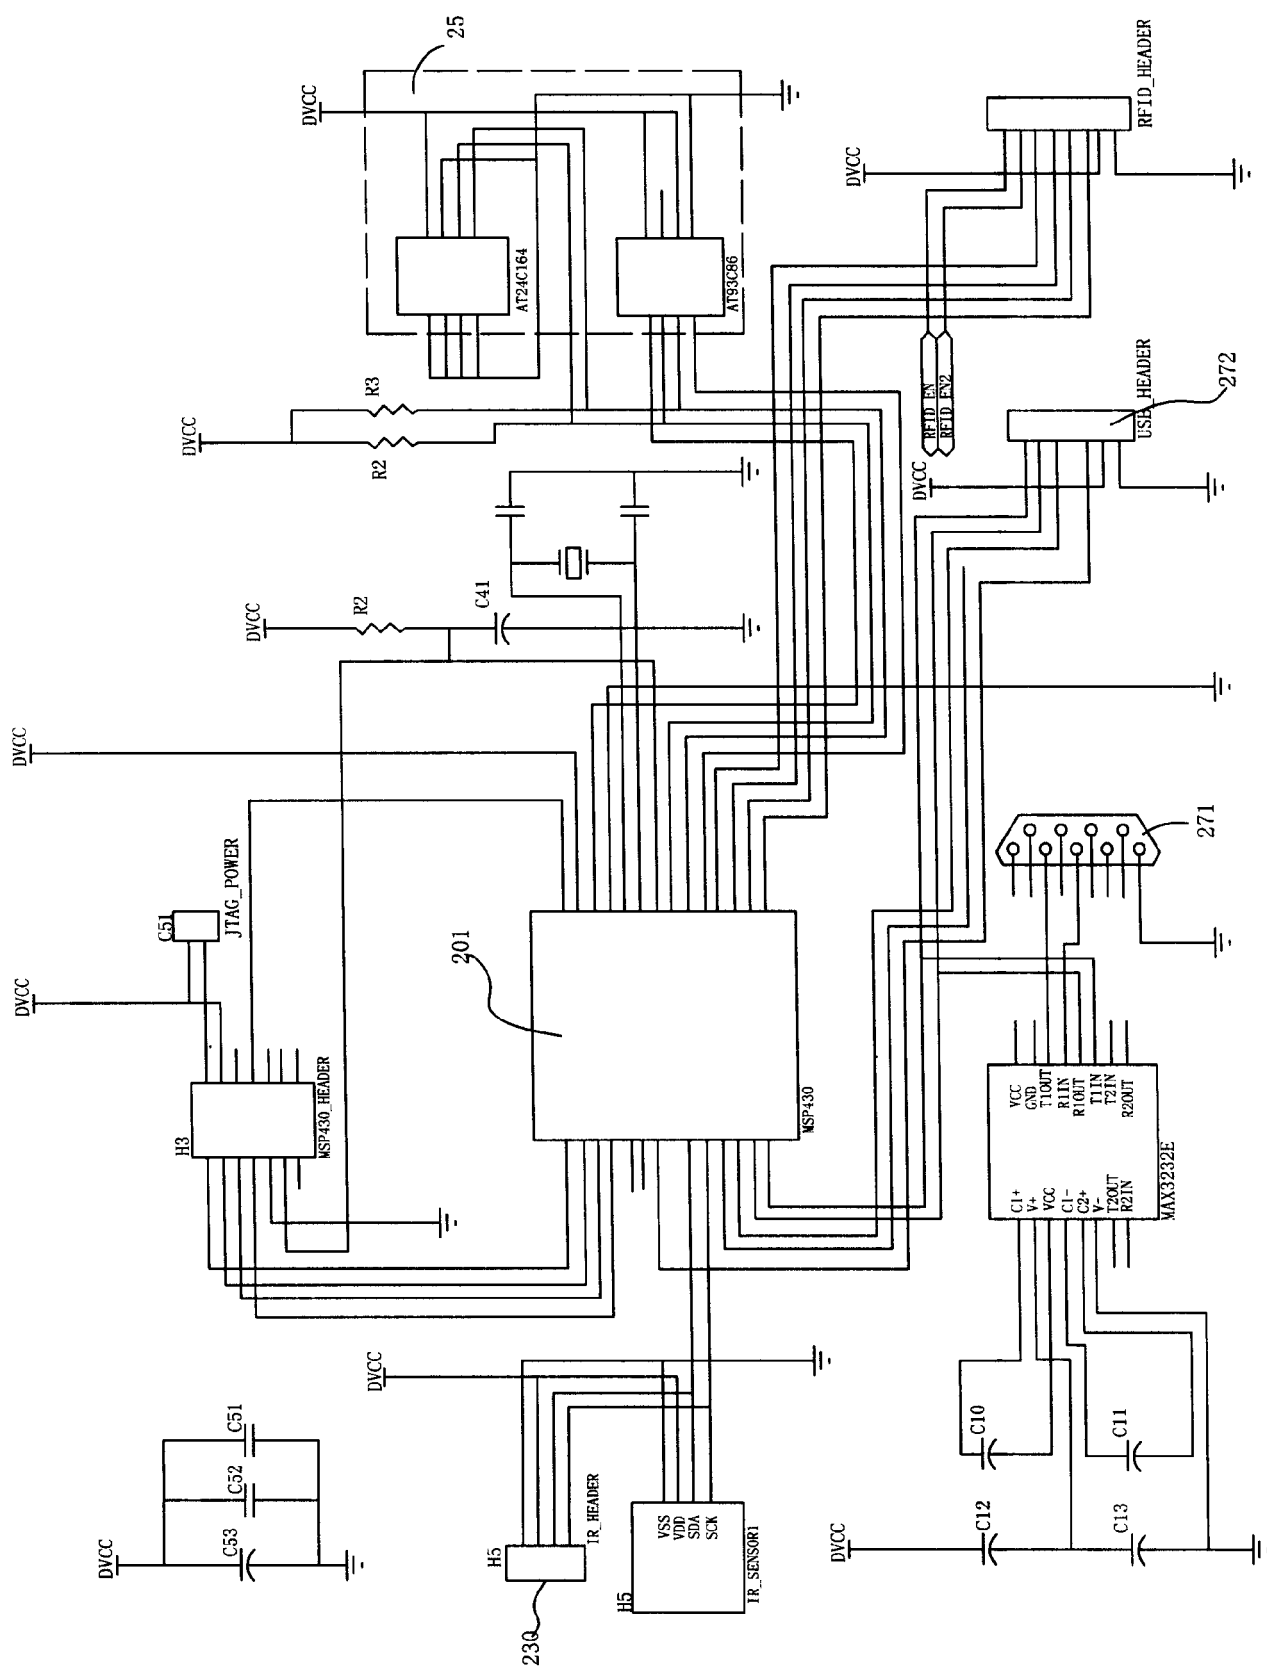 DVCC
C53
C52
C51
H5
230
IR_HEADER
DVCC
H5
VSS
VDD
SDA
SCK
IR_SENSOR1
DVCC
C12
C13
C10
C11
DVCC
C51
JTAG_POWER
H3
MSP430_HEADER
201
MSP430
C1+
V+
VCC
C1-
C2+
V-
T2OUT
R2IN
VCC
GND
T1OUT
R1IN
R1OUT
T1IN
T2IN
R2OUT
MAX3232E
271
DVCC
DVCC
R2
C41
DVCC
R2
R3
DVCC
USB_HEADER
272
RFID_EN
RFID_EN2
DVCC
25
AT24C164
AT93C86
DVCC
RFID_HEADER